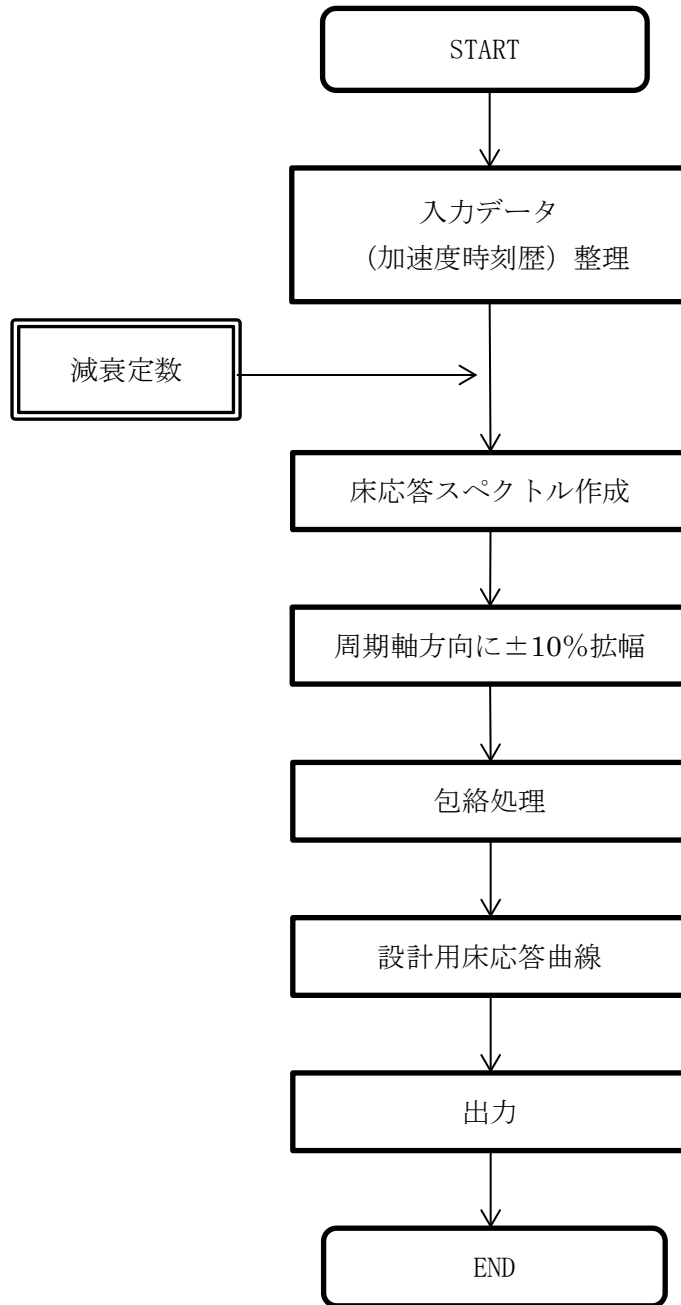 START
入力データ
（加速度時刻歴）整理
減衰定数
床応答スペクトル作成
周期軸方向に±10％拡幅
包絡処理
設計用床応答曲線
出力
END